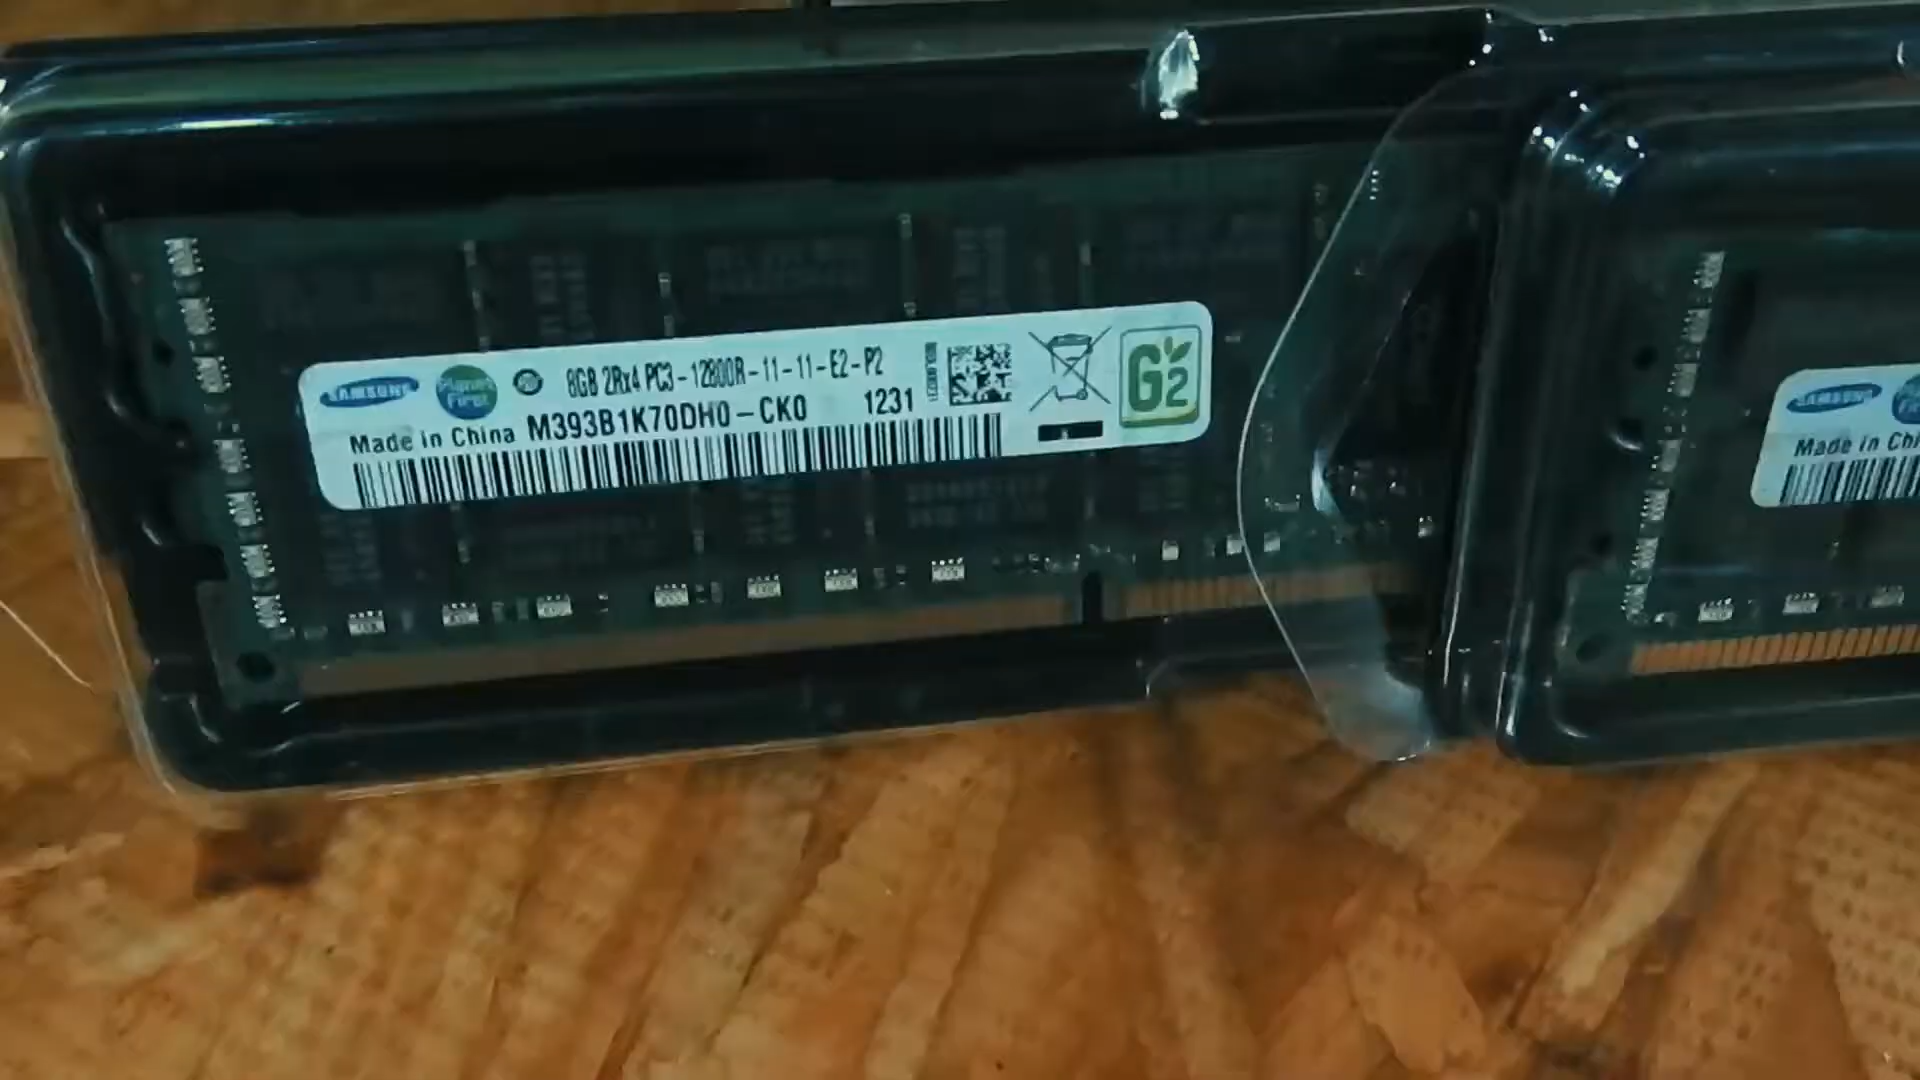 SAMSUNG Planet First 8GB 2Rx4 PC3-12800R-11-11-E2-P2
Made in China M393B1K70DH0-CK0 1231
G2
SAMSUNG
Made in Chi